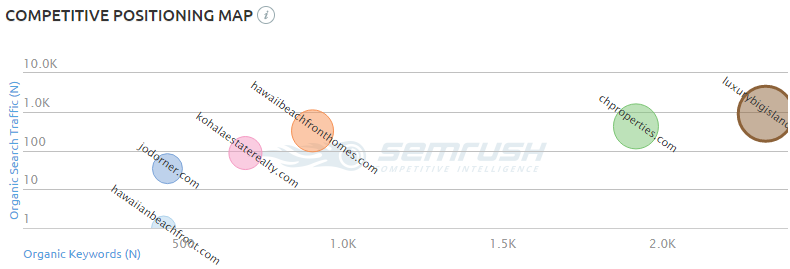 COMPETITIVE POSITIONING MAP i
Organic Search Traffic (N)
10.0K
1.0K
100
10
1
hawaiianbeachfront.com
jodorner.com
kohalaestaterealty.com
hawaiibeachfronthomes.com
chproperties.com
luxurybigisland
semrush
COMPETITIVE INTELLIGENCE
500
1.0K
1.5K
2.0K
Organic Keywords (N)